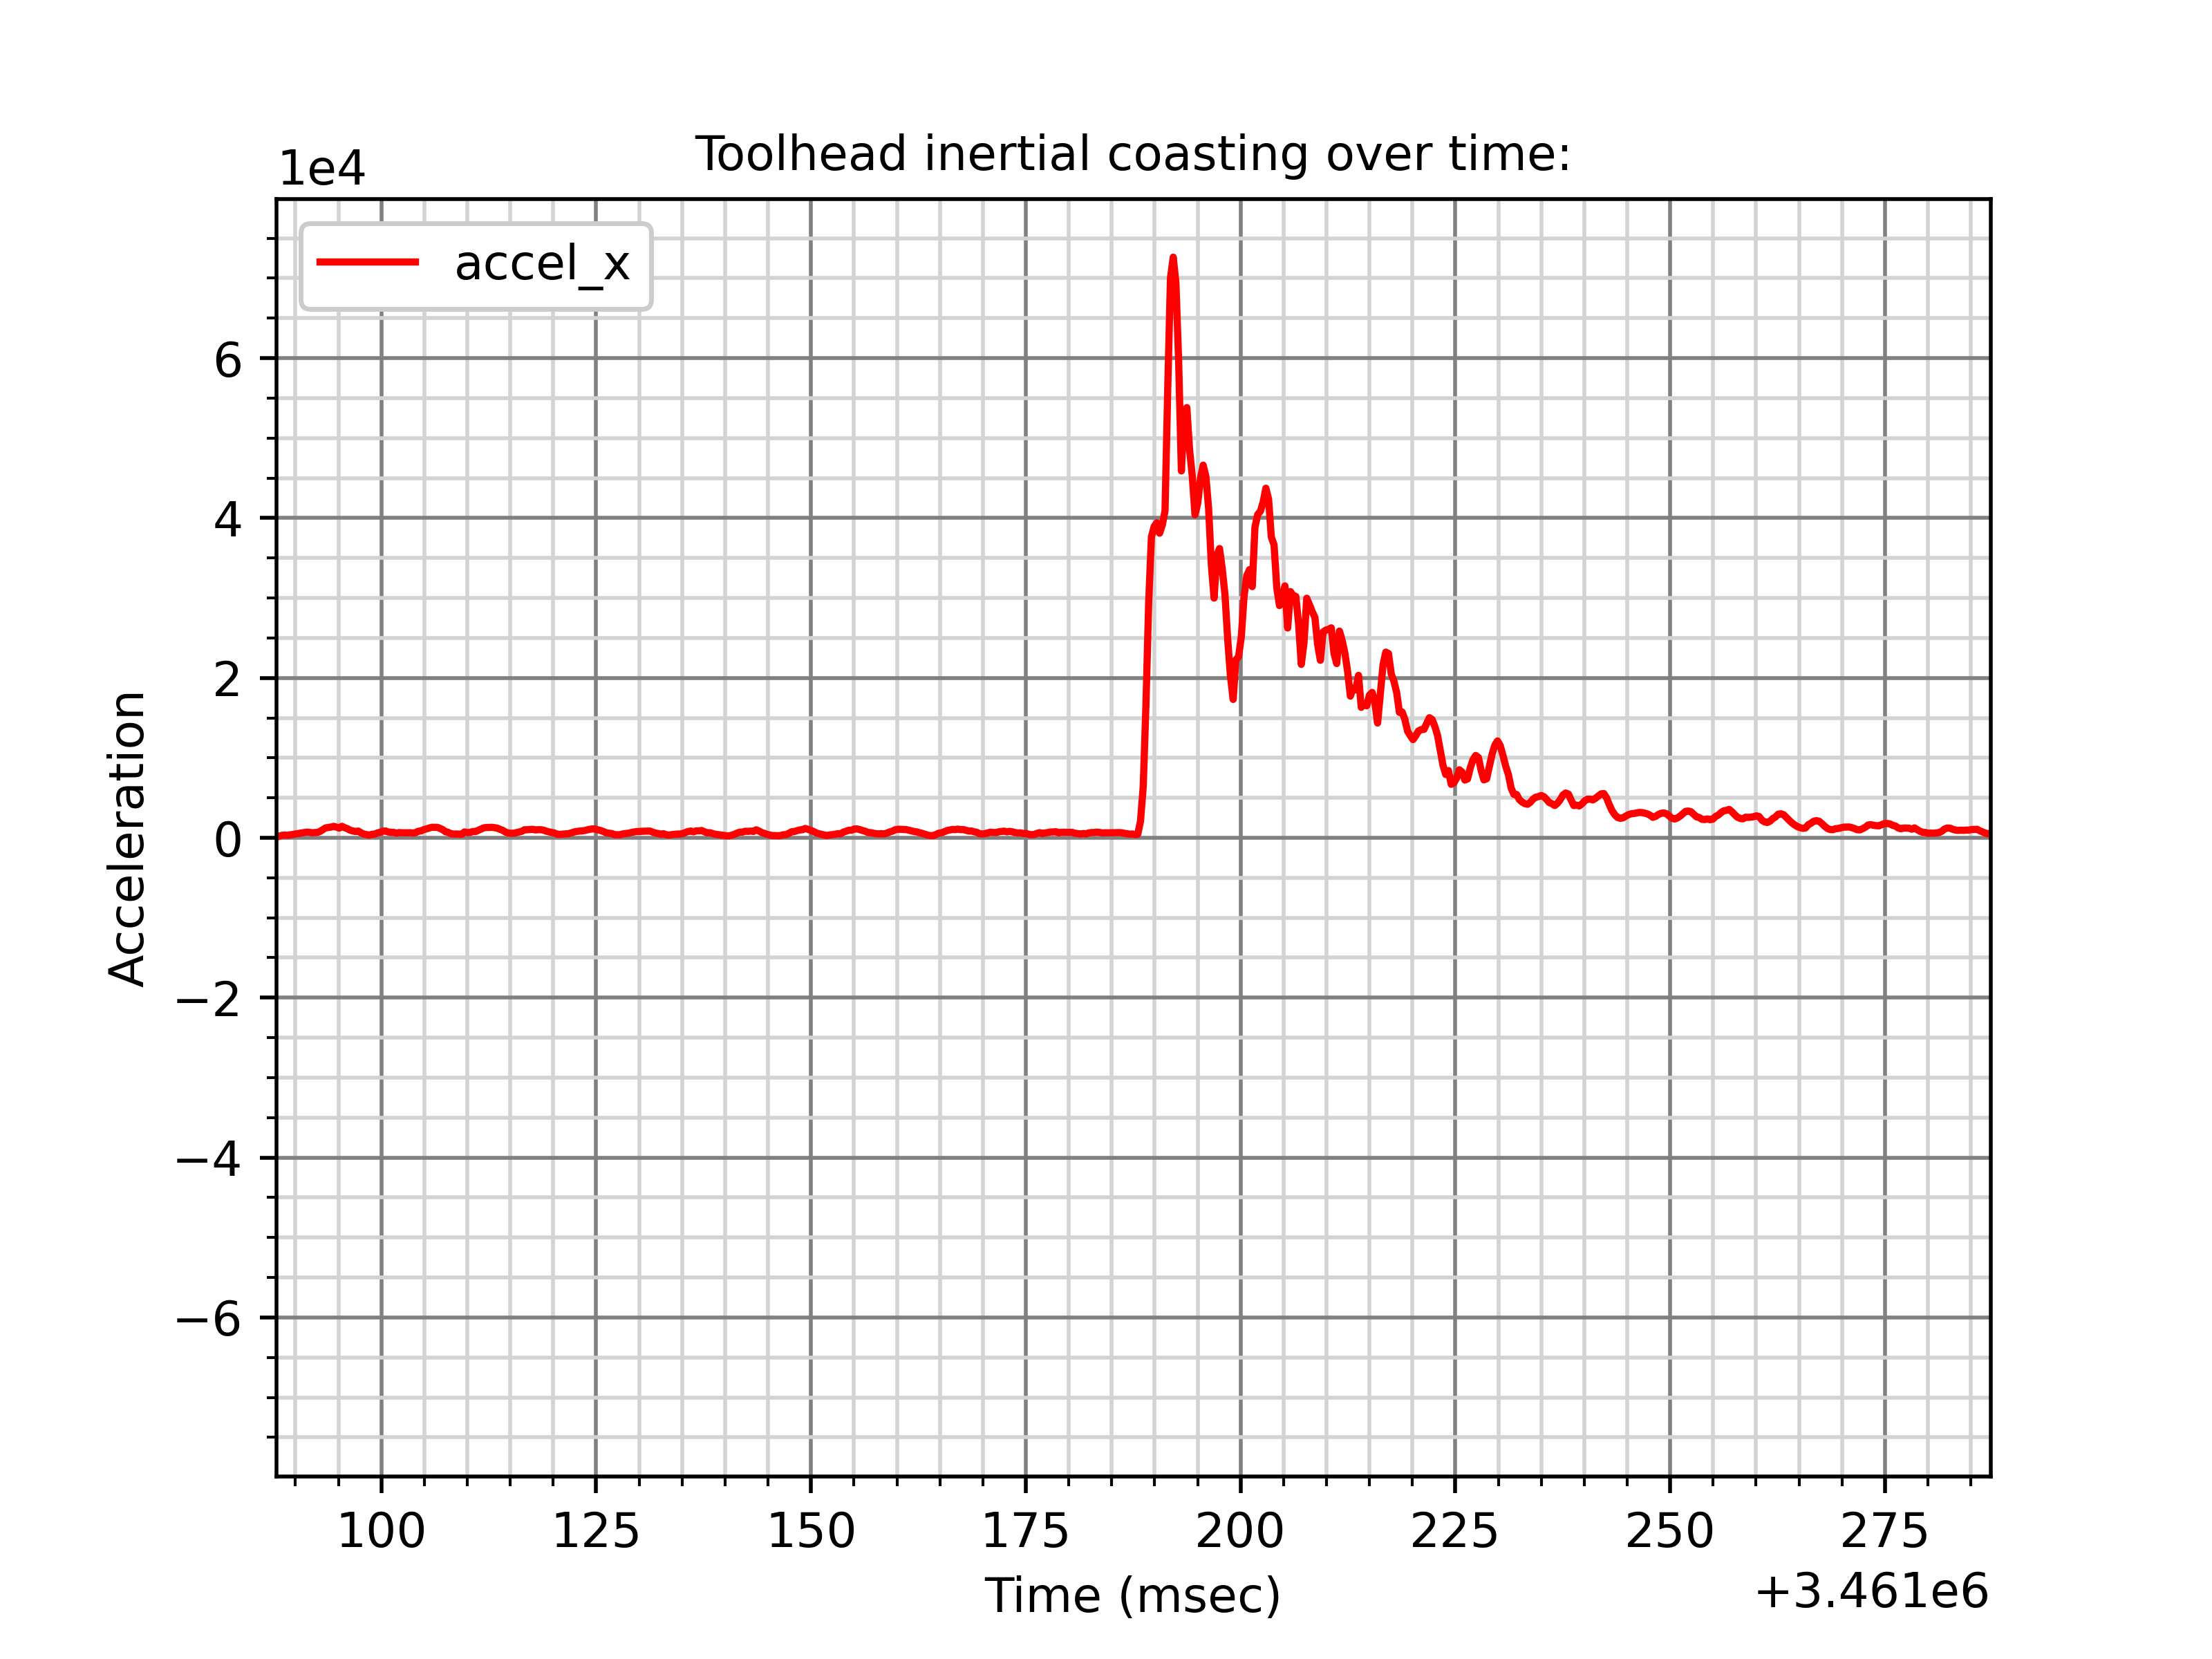 Toolhead inertial coasting over time:
1e4
accel_x
6
4
2
0
−2
−4
−6
Acceleration
100 125 150 175 200 225 250 275
Time (msec)
+3.461e6